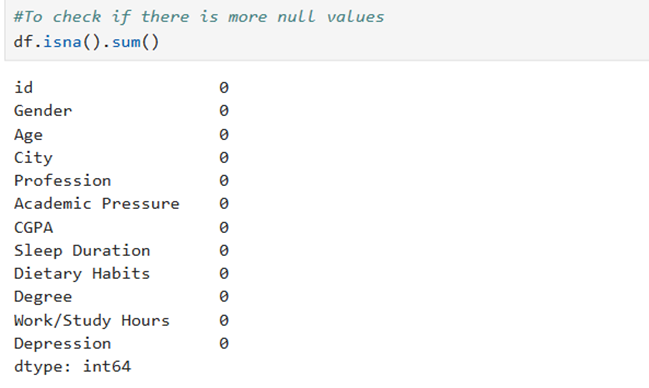 #To check if there is more null values
df.isna().sum()
id 0
Gender 0
Age 0
City 0
Profession 0
Academic Pressure 0
CGPA 0
Sleep Duration 0
Dietary Habits 0
Degree 0
Work/Study Hours 0
Depression 0
dtype: int64